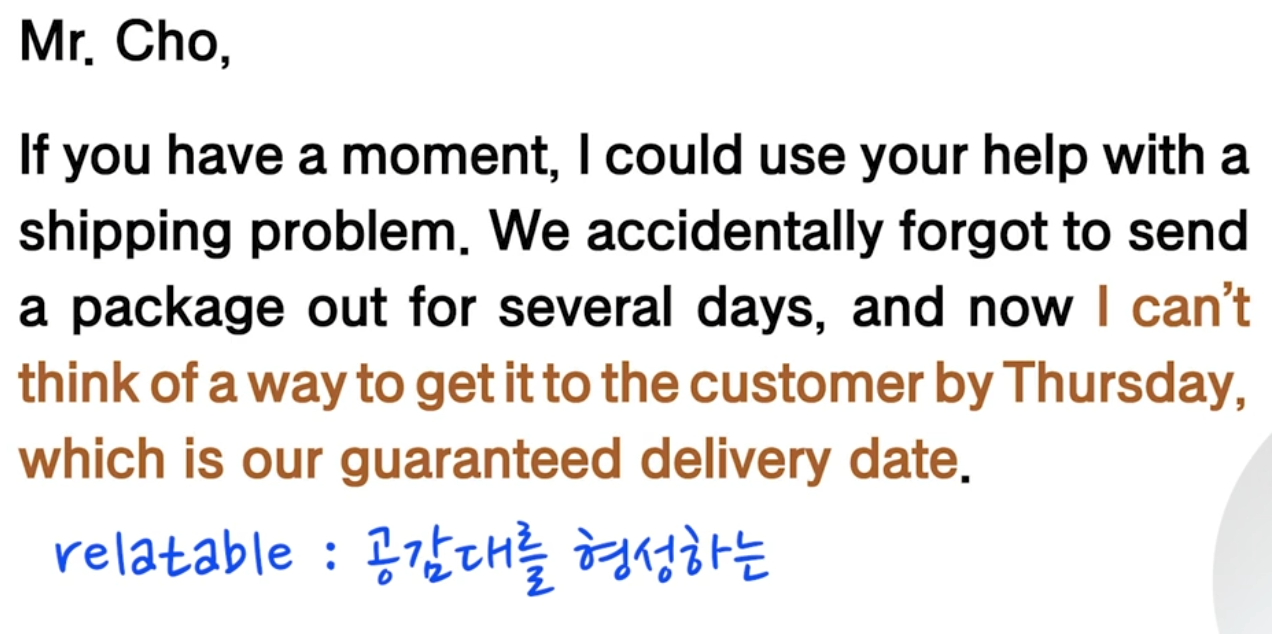 Mr. Cho,
If you have a moment, I could use your help with a
shipping problem. We accidentally forgot to send
a package out for several days, and now I can't
think of a way to get it to the customer by Thursday,
which is our guaranteed delivery date.
relatable : 공감대를 형성하는